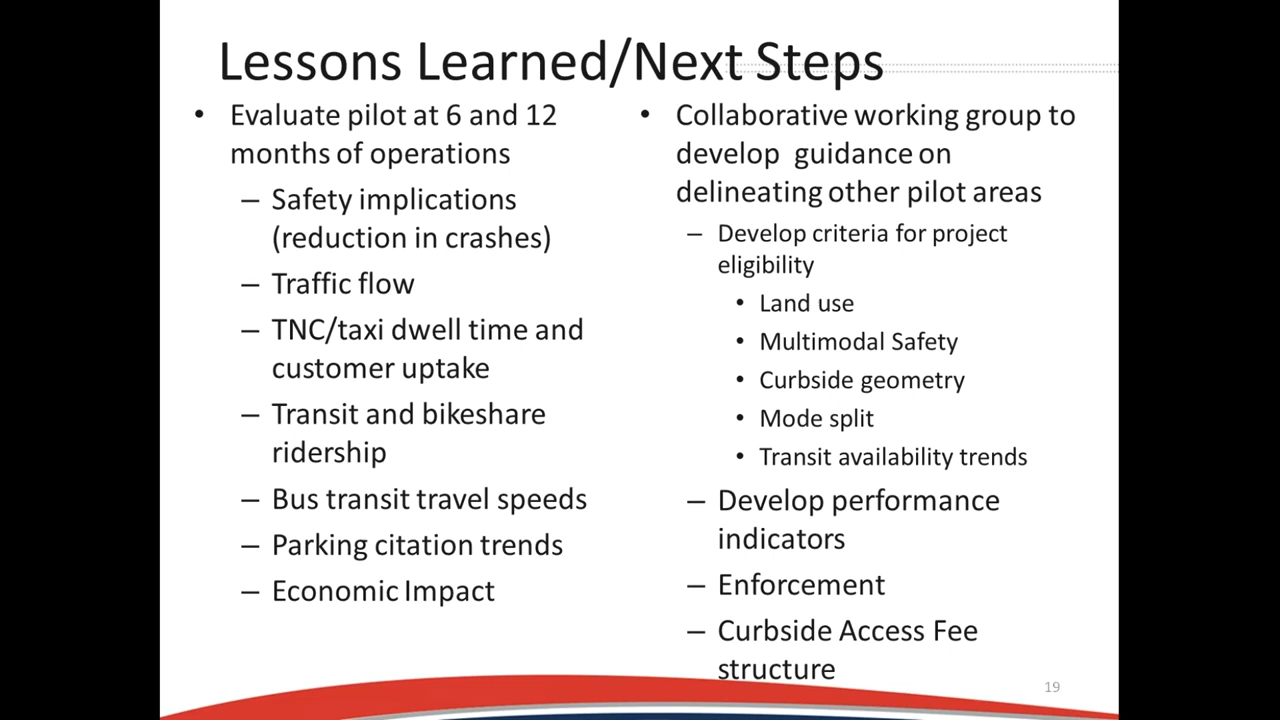 Lessons Learned/Next Steps
• Evaluate pilot at 6 and 12
months of operations
– Safety implications
(reduction in crashes)
– Traffic flow
– TNC/taxi dwell time and
customer uptake
– Transit and bikeshare
ridership
– Bus transit travel speeds
– Parking citation trends
– Economic Impact
• Collaborative working group to
develop guidance on
delineating other pilot areas
– Develop criteria for project
eligibility
• Land use
• Multimodal Safety
• Curbside geometry
• Mode split
• Transit availability trends
– Develop performance
indicators
– Enforcement
– Curbside Access Fee
structure
19